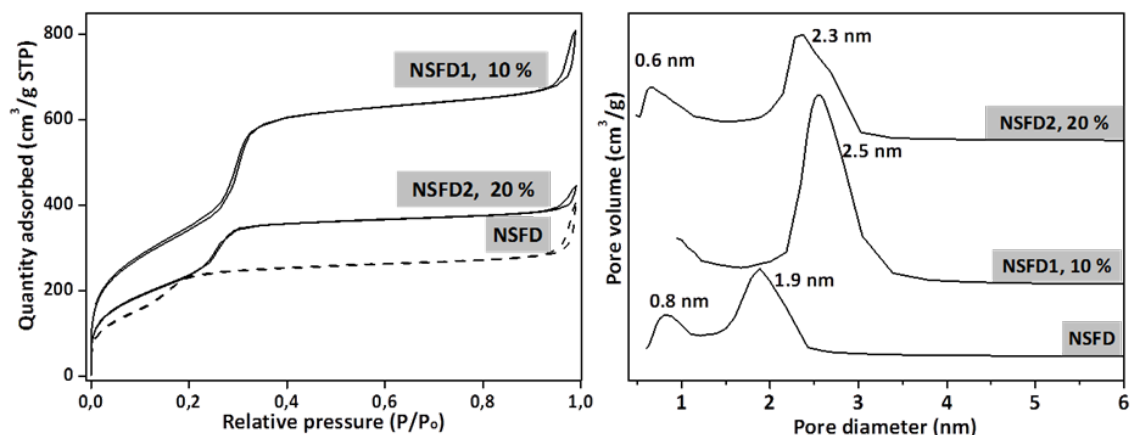 800
600
400
200
0
Quantity adsorbed (cm³/g STP)
NSFD1, 10 %
NSFD2, 20 %
NSFD
0,0 0,2 0,4 0,6 0,8 1,0
Relative pressure (P/Po)
Pore volume (cm³/g)
0.6 nm
2.3 nm
NSFD2, 20 %
2.5 nm
NSFD1, 10 %
0.8 nm
1.9 nm
NSFD
1 2 3 4 5 6
Pore diameter (nm)